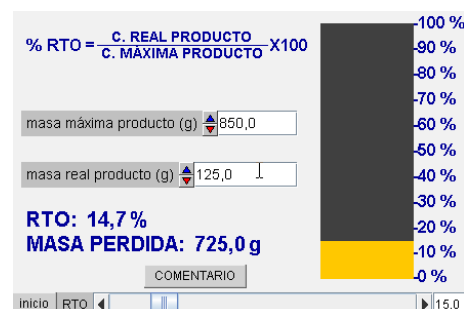 % RTO = C. REAL PRODUCTO X100
C. MÁXIMA PRODUCTO
masa máxima producto (g) 850,0
masa real producto (g) 125,0
RTO: 14,7 %
MASA PERDIDA: 725,0 g
COMENTARIO
100 %
90 %
80 %
70 %
60 %
50 %
40 %
30 %
20 %
10 %
0 %
inicio RTO 15.0